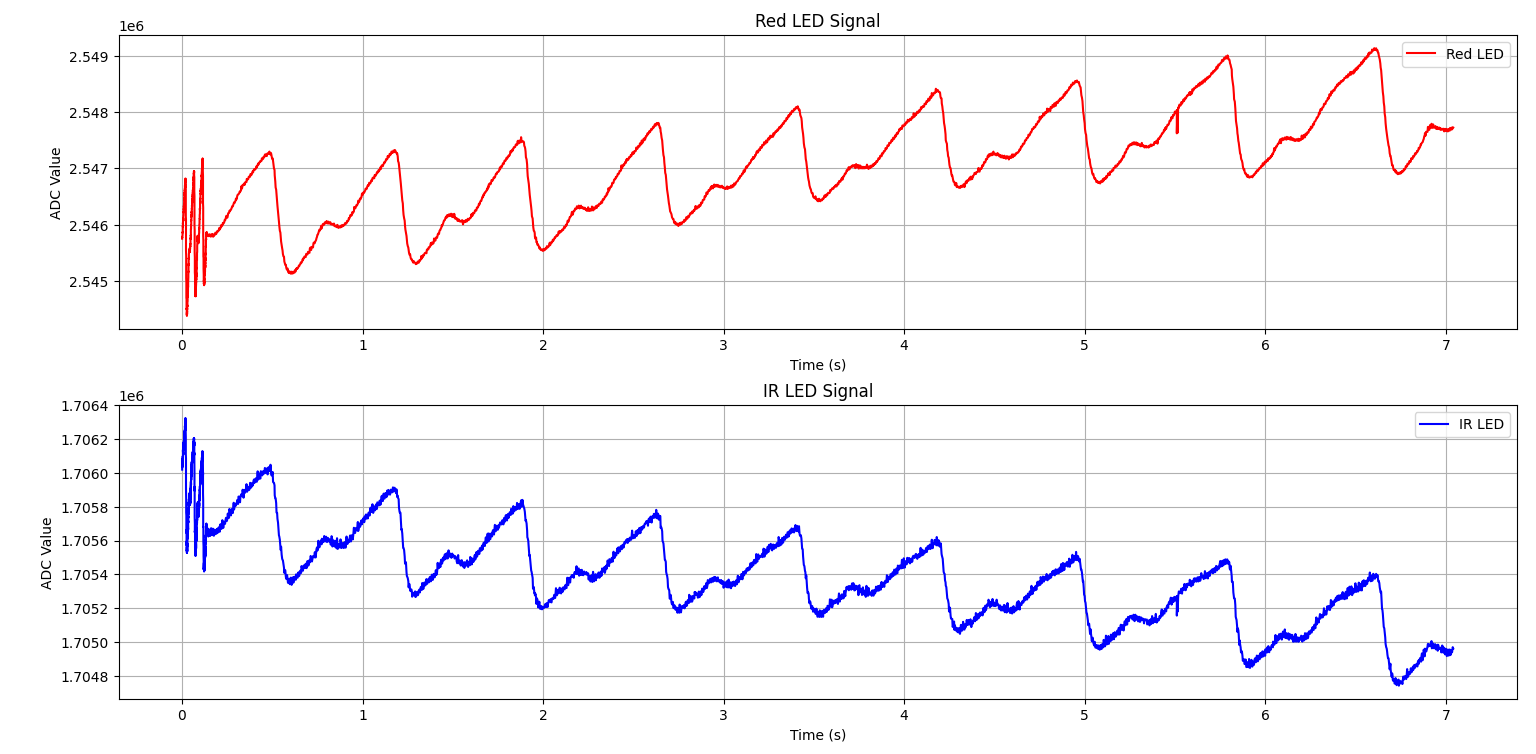 Red LED Signal
1e6
Red LED
2.549
2.548
2.547
2.546
2.545
ADC Value
0 1 2 3 4 5 6 7
Time (s)
IR LED Signal
1e6
IR LED
1.7064
1.7062
1.7060
1.7058
1.7056
1.7054
1.7052
1.7050
1.7048
ADC Value
0 1 2 3 4 5 6 7
Time (s)